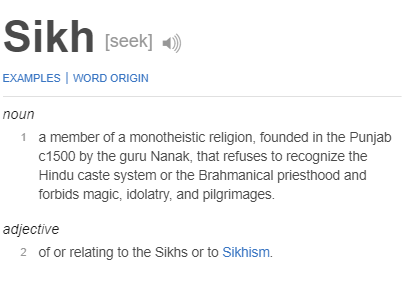 Sikh [seek]
EXAMPLES | WORD ORIGIN
noun
1 a member of a monotheistic religion, founded in the Punjab
c1500 by the guru Nanak, that refuses to recognize the
Hindu caste system or the Brahmanical priesthood and
forbids magic, idolatry, and pilgrimages.
adjective
2 of or relating to the Sikhs or to Sikhism.